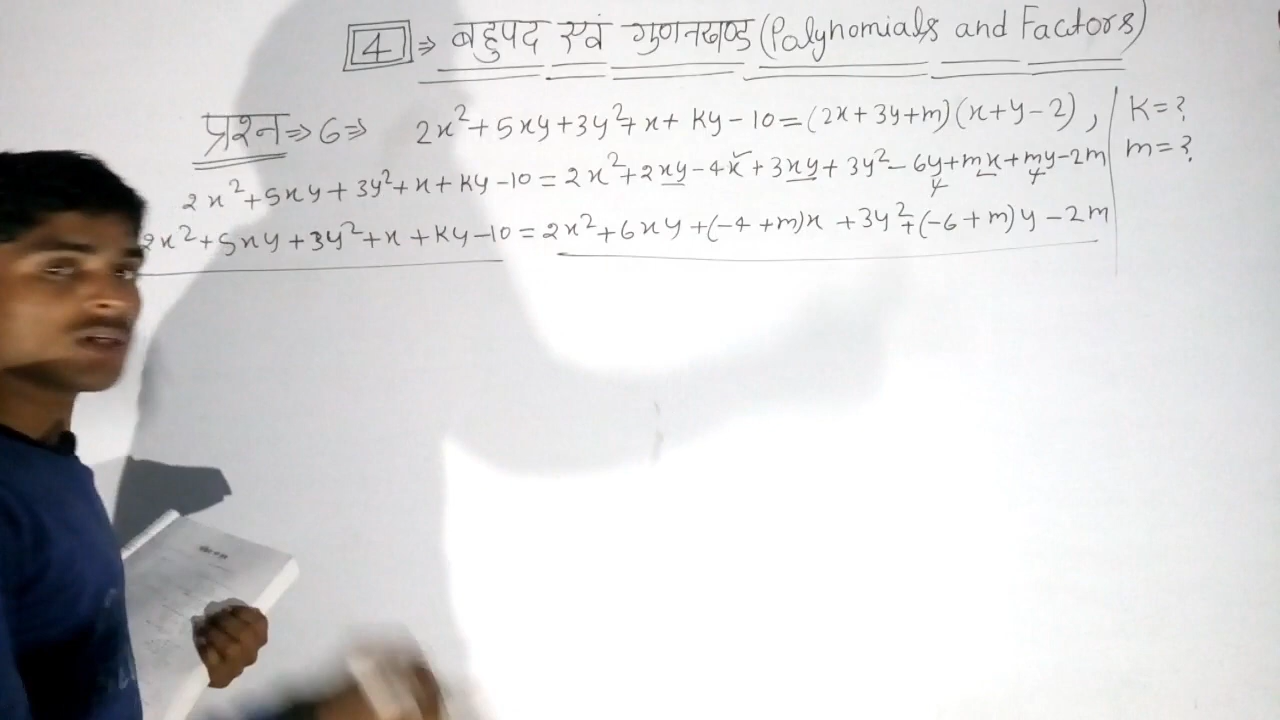 4 ⇒ बहुपद एवं गुणनखण्ड (Polynomials and Factors)
प्रश्न ⇒ 6 ⇒ 2x²+5xy+3y²+x+ky-10=(2x+3y+m)(x+y-2), k=?
m=?
2x²+5xy+3y²+x+ky-10=2x²+2xy-4x+3xy+3y²-6y+mx+my-2m
2x²+5xy+3y²+x+ky-10=2x²+6xy+(-4+m)x+3y²+(-6+m)y-2m